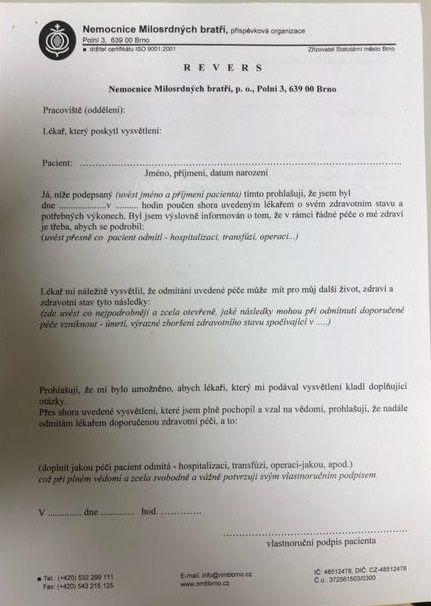 Nemocnice Milosrdných bratří, příspěvková organizace
Polní 3, 639 00 Brno
■ držitel certifikátu ISO 9001:2001
Zřizovatel Statutární město Brno
R E V E R S
Nemocnice Milosrdných bratří, p. o., Polní 3, 639 00 Brno
Pracoviště (oddělení):
Lékař, který poskytl vysvětlení:
Pacient: ............................................................
Jméno, příjmení, datum narození
Já, níže podepsaný (uvést jméno a příjmení pacienta) tímto prohlašuji, že jsem byl
dne ................v ......... hodin poučen shora uvedeným lékařem o svém zdravotním stavu a
potřebných výkonech. Byl jsem výslovně informován o tom, že v rámci řádné péče o mé zdraví
je třeba, abych se podrobil:
(uvést přesně co pacient odmítl - hospitalizaci, transfúzi, operaci...)
Lékař mi náležitě vysvětlil, že odmítání uvedené péče může mít pro můj další život, zdraví a
zdravotní stav tyto následky:
(zde uvést co nejpodrobněji a zcela otevřeně, jaké následky mohou při odmítnutí doporučené
péče vzniknout - úmrtí, výrazné zhoršení zdravotního stavu spočívající v .....)
Prohlašuji, že mi bylo umožněno, abych lékaři, který mi podával vysvětlení kladl doplňující
otázky.
Přes shora uvedené vysvětlení, které jsem plně pochopil a vzal na vědomí, prohlašuji, že nadále
odmítám lékařem doporučenou zdravotní péči, a to:
(doplnit jakou péči pacient odmítá - hospitalizaci, transfúzi, operaci-jakou, apod.)
což při plném vědomí a zcela svobodně a vážně potvrzuji svým vlastnoručním podpisem.
V ............. dne ............. hod. ...............
........................................................
vlastnoruční podpis pacienta
■ Tel.: (+420) 532 299 111
Fax: (+420) 543 215 125
E-mail: info@nmbbrno.cz
www.nmbbrno.cz
IČ: 48512478, DIČ: CZ-48512478
Č.ú.: 372561503/0300